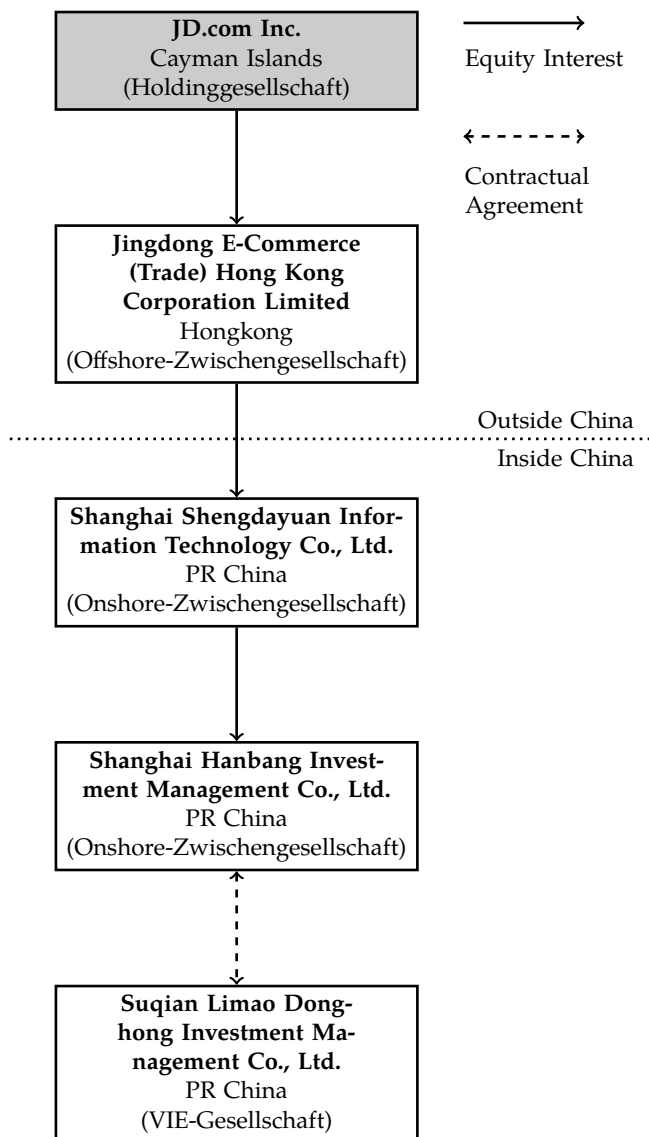 JD.com Inc.
Cayman Islands
(Holdinggesellschaft)
Equity Interest
Contractual
Agreement
Jingdong E-Commerce
(Trade) Hong Kong
Corporation Limited
Hongkong
(Offshore-Zwischengesellschaft)
Outside China
Inside China
Shanghai Shengdayuan Infor-
mation Technology Co., Ltd.
PR China
(Onshore-Zwischengesellschaft)
Shanghai Hanbang Invest-
ment Management Co., Ltd.
PR China
(Onshore-Zwischengesellschaft)
Suqian Limao Dong-
hong Investment Ma-
nagement Co., Ltd.
PR China
(VIE-Gesellschaft)